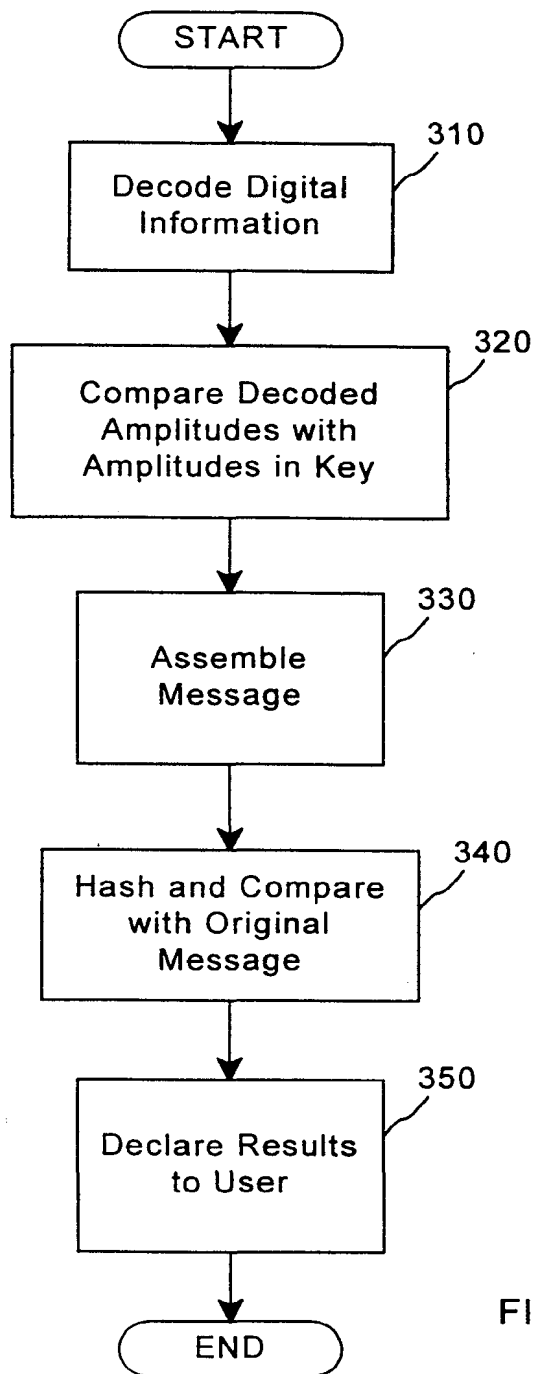 START
310
Decode Digital
Information
320
Compare Decoded
Amplitudes with
Amplitudes in Key
330
Assemble
Message
340
Hash and Compare
with Original
Message
350
Declare Results
to User
END
FI